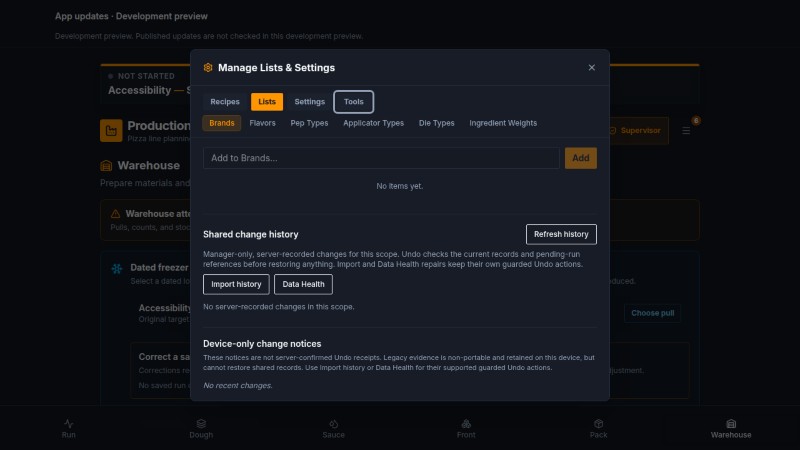 App updates · Development preview
Development preview. Published updates are not checked in this development preview.
NOT STARTED
Accessibility — S
Production
Pizza line planning
Supervisor
6
Warehouse
Prepare materials and
Warehouse atte
Pulls, counts, and stoc
Dated freezer
Select a dated lo
oduced.
Accessibility
Original target
Choose pull
Correct a sa
Corrections re
djustment.
No saved run
Manage Lists & Settings
Recipes
Lists
Settings
Tools
Brands
Flavors
Pep Types
Applicator Types
Die Types
Ingredient Weights
Add to Brands...
Add
No items yet.
Shared change history
Refresh history
Manager-only, server-recorded changes for this scope. Undo checks the current records and pending-run
references before restoring anything. Import and Data Health repairs keep their own guarded Undo actions.
Import history
Data Health
No server-recorded changes in this scope.
Device-only change notices
These notices are not server-confirmed Undo receipts. Legacy evidence is non-portable and retained on this device, but
cannot restore shared records. Use Import history or Data Health for their supported guarded Undo actions.
No recent changes.
Run
Dough
Sauce
Front
Pack
Warehouse